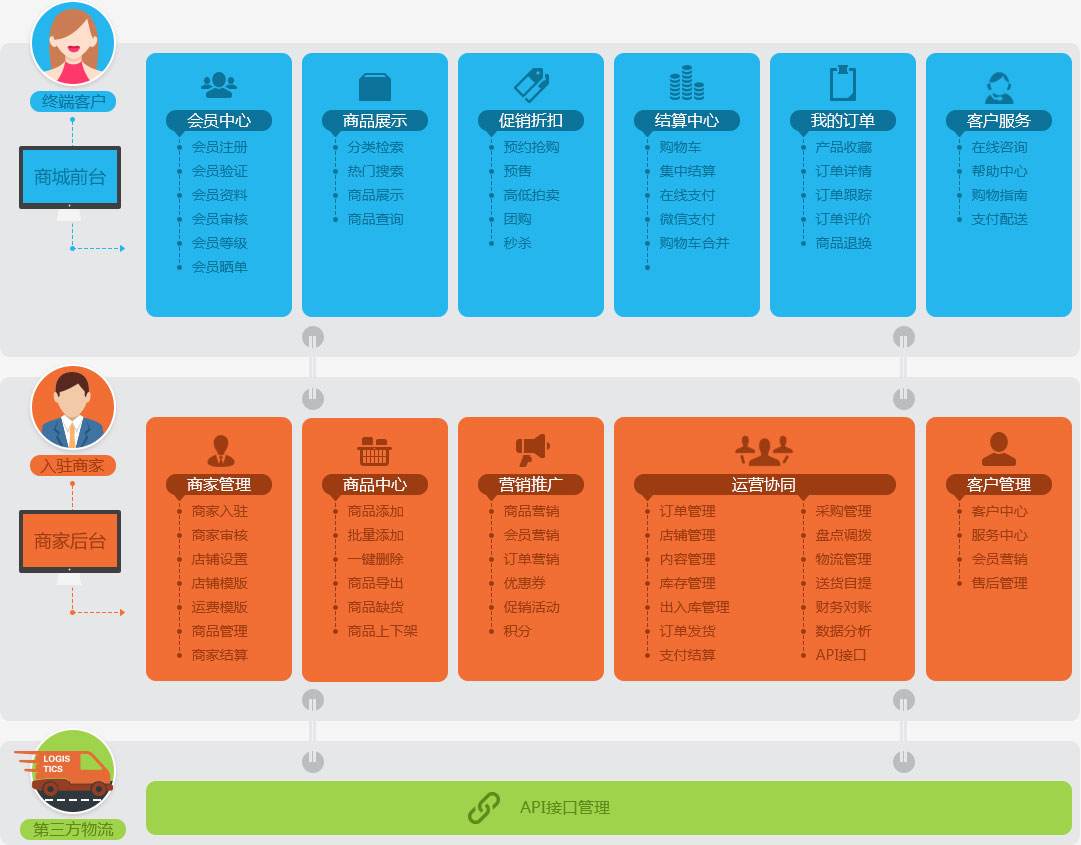 终端客户
商城前台
会员中心
会员注册
会员验证
会员资料
会员审核
会员等级
会员晒单
商品展示
分类检索
热门搜索
商品展示
商品查询
促销折扣
预约抢购
预售
高低拍卖
团购
秒杀
结算中心
购物车
集中结算
在线支付
微信支付
购物车合并
我的订单
产品收藏
订单详情
订单跟踪
订单评价
商品退换
客户服务
在线咨询
帮助中心
购物指南
支付配送
入驻商家
商家后台
商家管理
商家入驻
商家审核
店铺设置
店铺模版
运费模版
商品管理
商家结算
商品中心
商品添加
批量添加
一键删除
商品导出
商品缺货
商品上下架
营销推广
商品营销
会员营销
订单营销
优惠券
促销活动
积分
运营协同
订单管理
店铺管理
内容管理
库存管理
出入库管理
订单发货
支付结算
采购管理
盘点调拨
物流管理
送货自提
财务对账
数据分析
API接口
客户管理
客户中心
服务中心
会员营销
售后管理
LOGIS
TICS
第三方物流
API接口管理